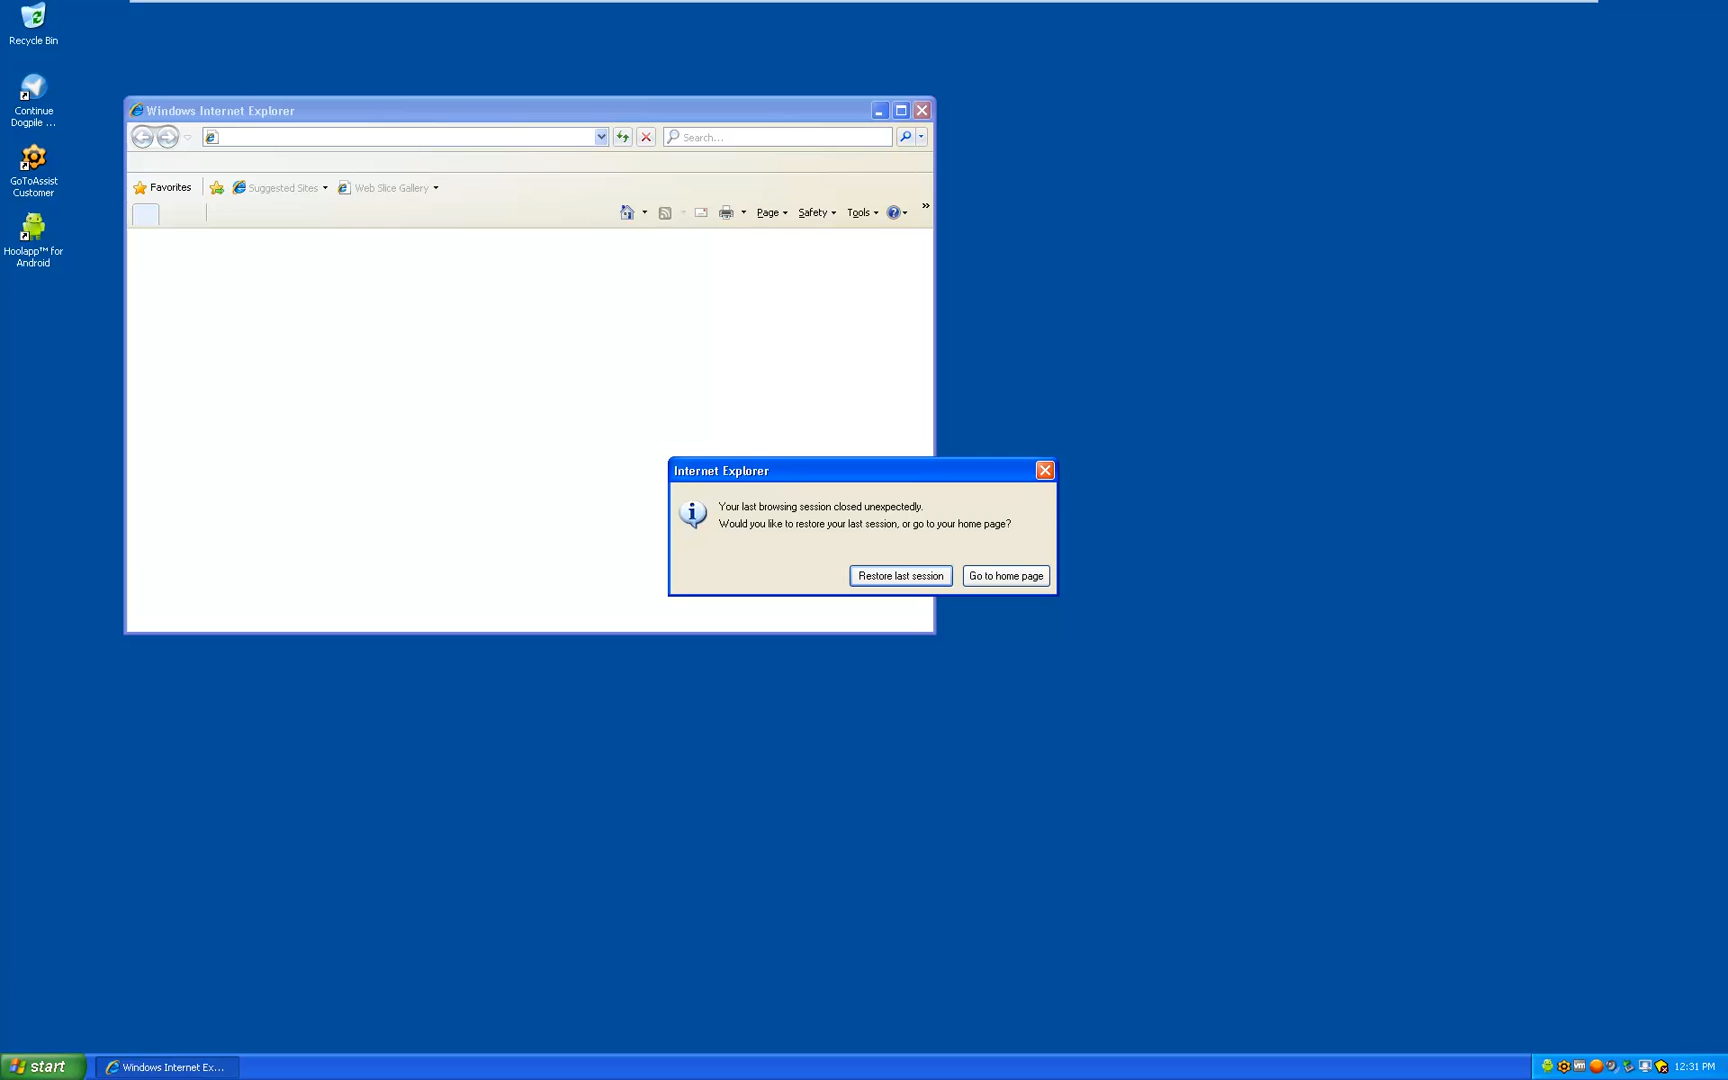 Recycle Bin
Continue
Dogpile ...
GoToAssist
Customer
Hoolapp™ for
Android
Windows Internet Explorer
Search...
Favorites
Suggested Sites
Web Slice Gallery
Page
Safety
Tools
»
Internet Explorer
Your last browsing session closed unexpectedly.
Would you like to restore your last session, or go to your home page?
Restore last session
Go to home page
start
Windows Internet Ex...
12:31 PM